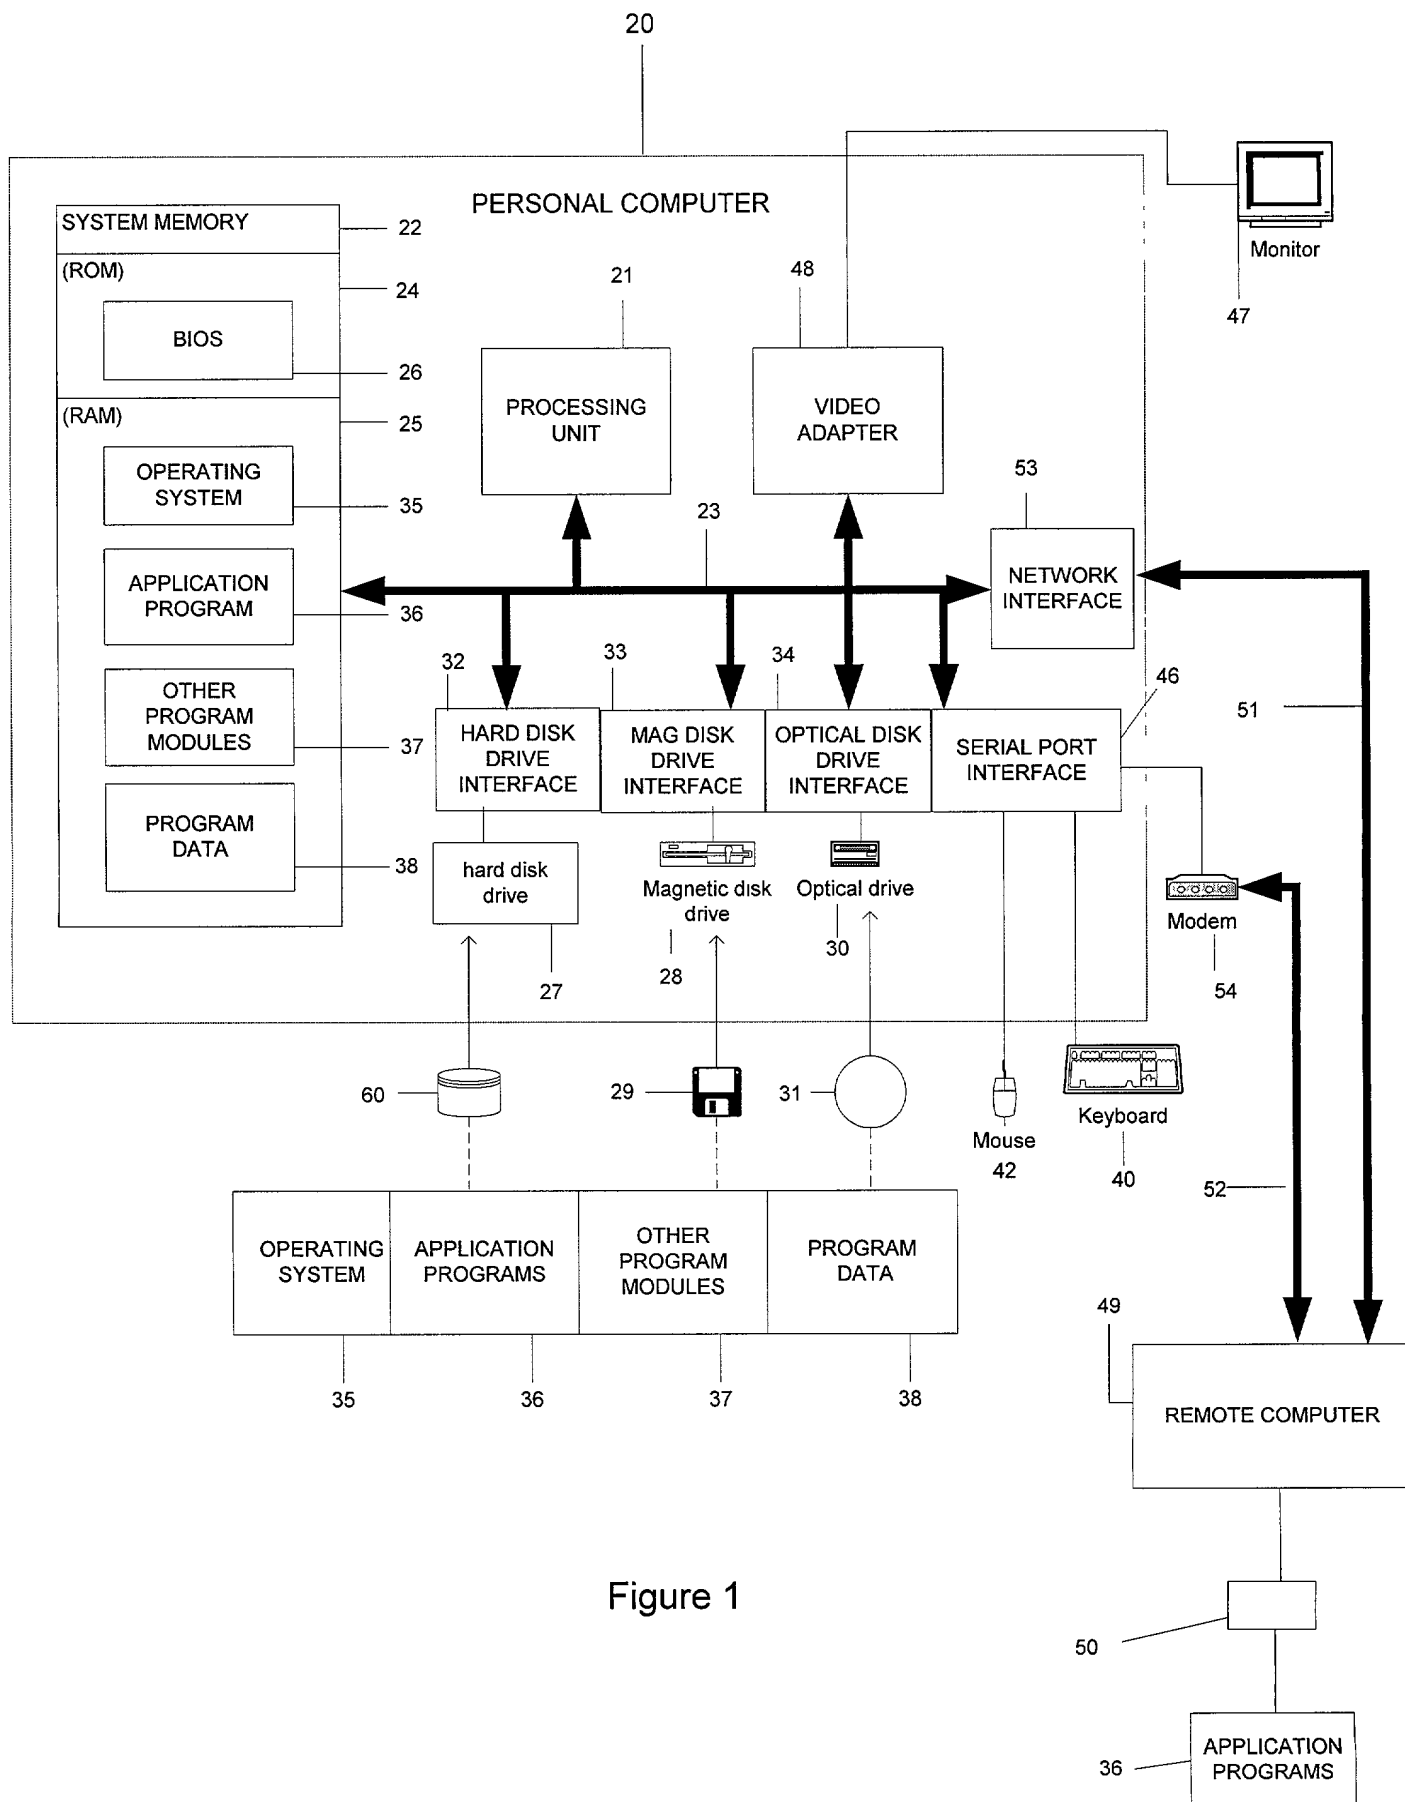 20
PERSONAL COMPUTER
SYSTEM MEMORY
22
(ROM)
24
BIOS
26
(RAM)
25
OPERATING
SYSTEM
35
APPLICATION
PROGRAM
36
OTHER
PROGRAM
MODULES
37
PROGRAM
DATA
38
21
PROCESSING
UNIT
48
VIDEO
ADAPTER
47
Monitor
23
53
NETWORK
INTERFACE
32
HARD DISK
DRIVE
INTERFACE
33
MAG DISK
DRIVE
INTERFACE
34
OPTICAL DISK
DRIVE
INTERFACE
46
SERIAL PORT
INTERFACE
51
hard disk
drive
27
Magnetic disk
drive
28
Optical drive
30
Modem
54
60
29
31
Mouse
42
Keyboard
40
52
OPERATING
SYSTEM
APPLICATION
PROGRAMS
OTHER
PROGRAM
MODULES
PROGRAM
DATA
35
36
37
38
49
REMOTE COMPUTER
Figure 1
50
36
APPLICATION
PROGRAMS